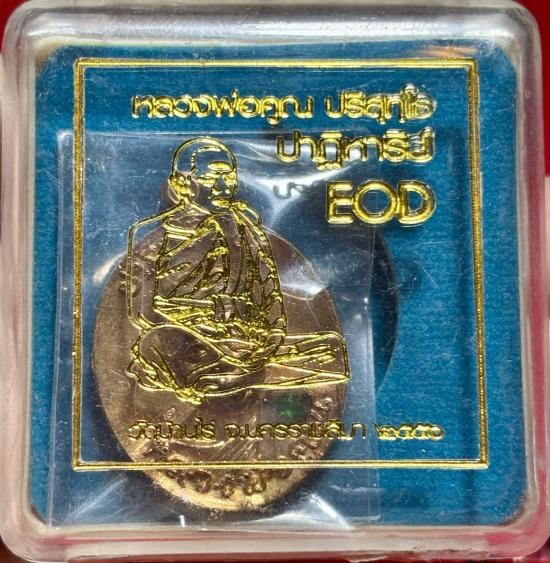 หลวงพ่อคูณ ปริสุทฺโธ
ปาฏิหาริย์
EOD
วัดบ้านไร่ จ.นครราชสีมา ๒๕๕๖